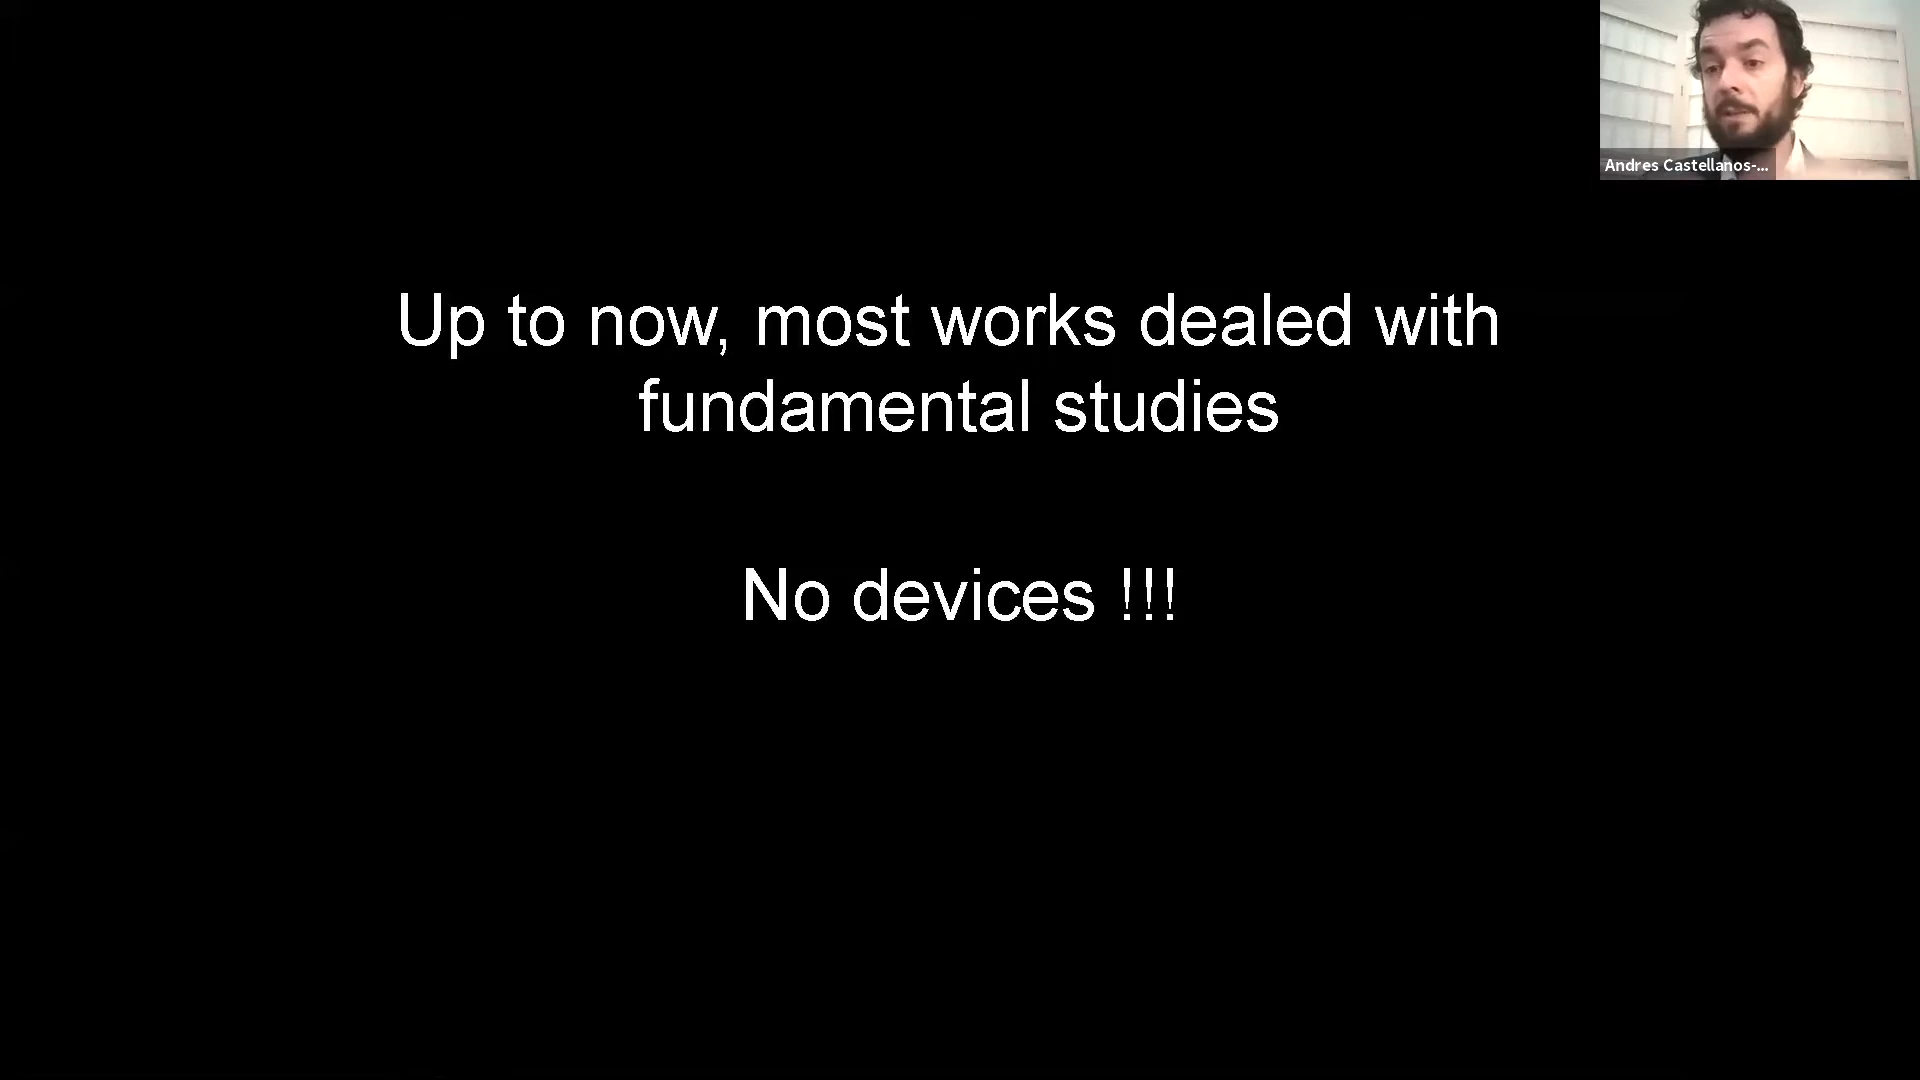 Andres Castellanos-...
Up to now, most works dealed with
fundamental studies
No devices !!!